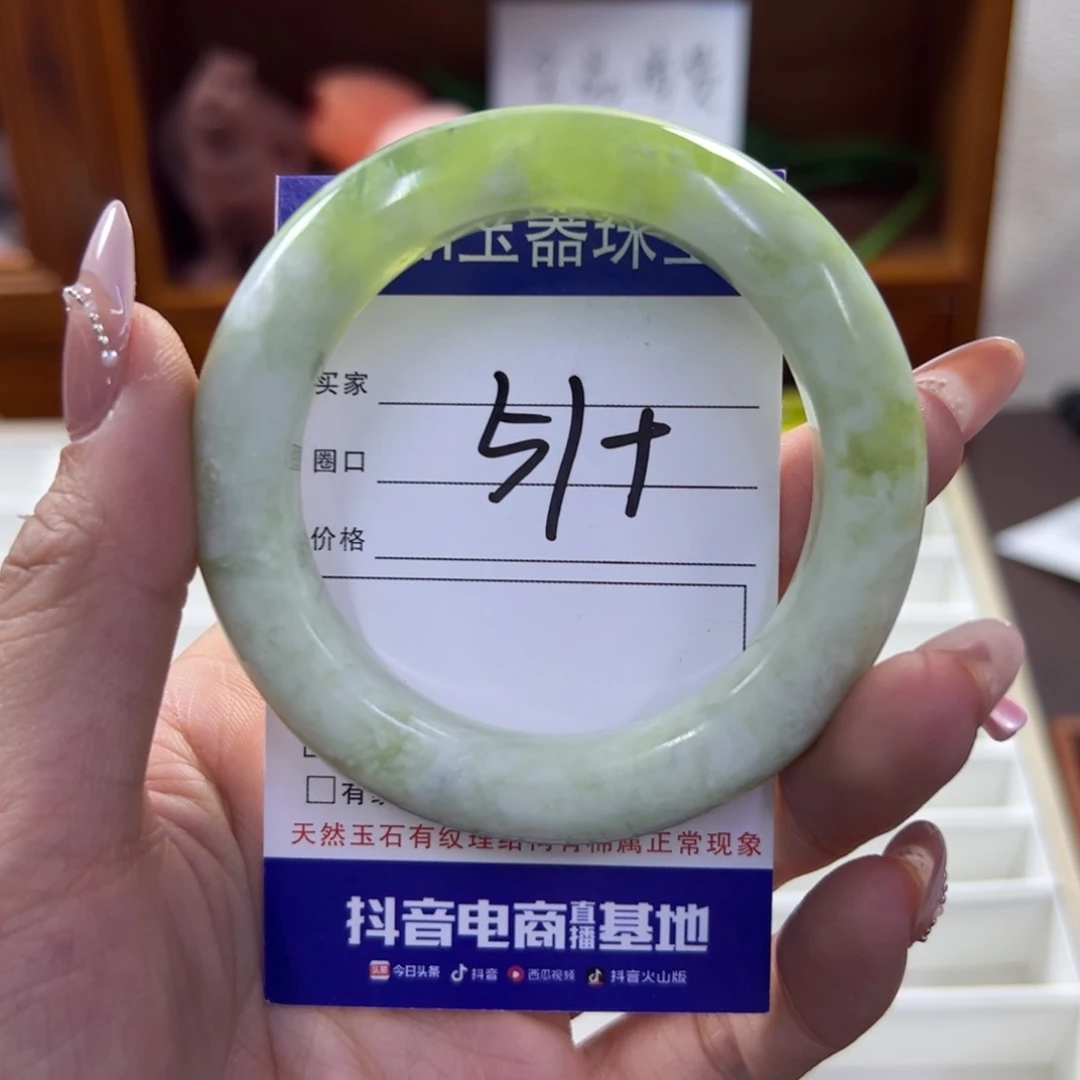 玉器珠宝
买家
51+
圈口
价格
有
天然玉石有纹理结构有棉属正常现象
抖音电商直播基地
今日头条 抖音 西瓜视频 抖音火山版